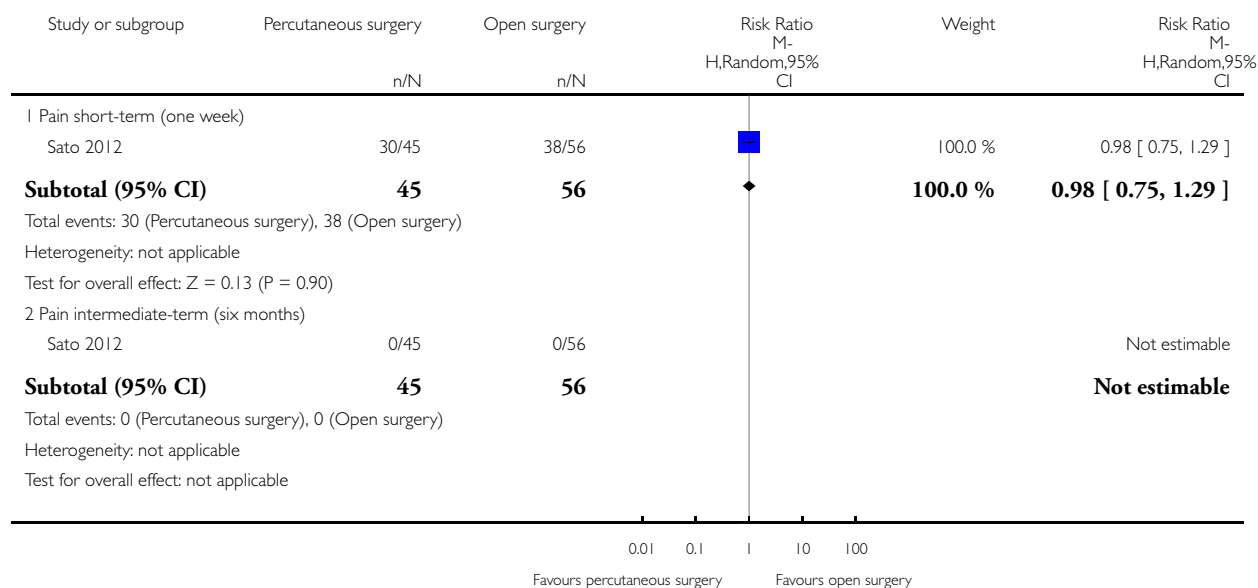 Study or subgroup Percutaneous surgery Open surgery Risk Ratio Weight Risk Ratio
M- M-
H,Random,95% H,Random,95%
n/N n/N CI CI
1 Pain short-term (one week)
Sato 2012 30/45 38/56 100.0 % 0.98 [ 0.75, 1.29 ]
Subtotal (95% CI) 45 56 100.0 % 0.98 [ 0.75, 1.29 ]
Total events: 30 (Percutaneous surgery), 38 (Open surgery)
Heterogeneity: not applicable
Test for overall effect: Z = 0.13 (P = 0.90)
2 Pain intermediate-term (six months)
Sato 2012 0/45 0/56 Not estimable
Subtotal (95% CI) 45 56 Not estimable
Total events: 0 (Percutaneous surgery), 0 (Open surgery)
Heterogeneity: not applicable
Test for overall effect: not applicable
0.01 0.1 1 10 100
Favours percutaneous surgery Favours open surgery